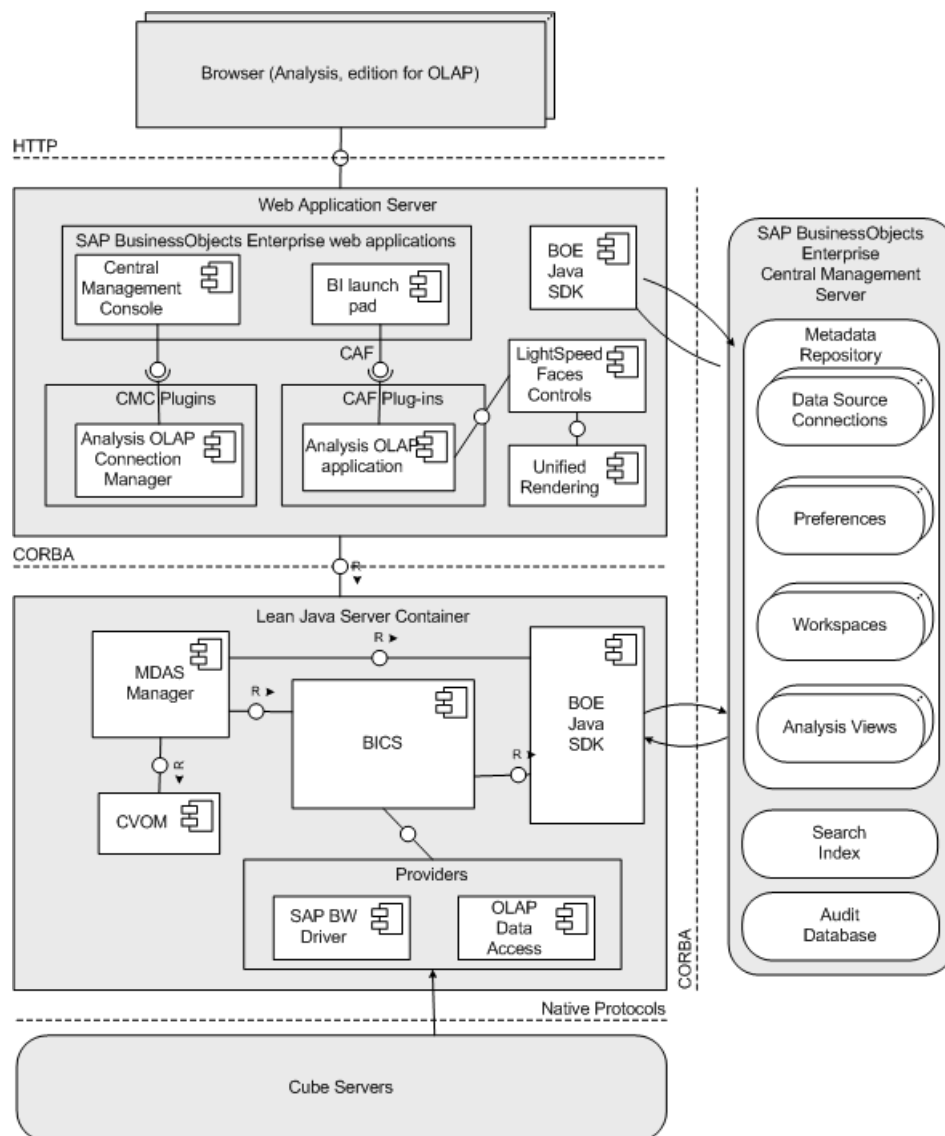 Browser (Analysis, edition for OLAP)
HTTP
Web Application Server
SAP BusinessObjects Enterprise web applications
Central
Management
Console
BI launch
pad
BOE
Java
SDK
CAF
LightSpeed
Faces
Controls
CMC Plugins
CAF Plug-ins
Analysis OLAP
Connection
Manager
Analysis OLAP
application
Unified
Rendering
CORBA
R
Lean Java Server Container
MDAS
Manager
R
R
BICS
BOE
Java
SDK
R
R
CVOM
Providers
SAP BW
Driver
OLAP
Data
Access
CORBA
Native Protocols
Cube Servers
SAP BusinessObjects
Enterprise
Central Management
Server
Metadata
Repository
Data Source
Connections
Preferences
Workspaces
Analysis Views
Search
Index
Audit
Database